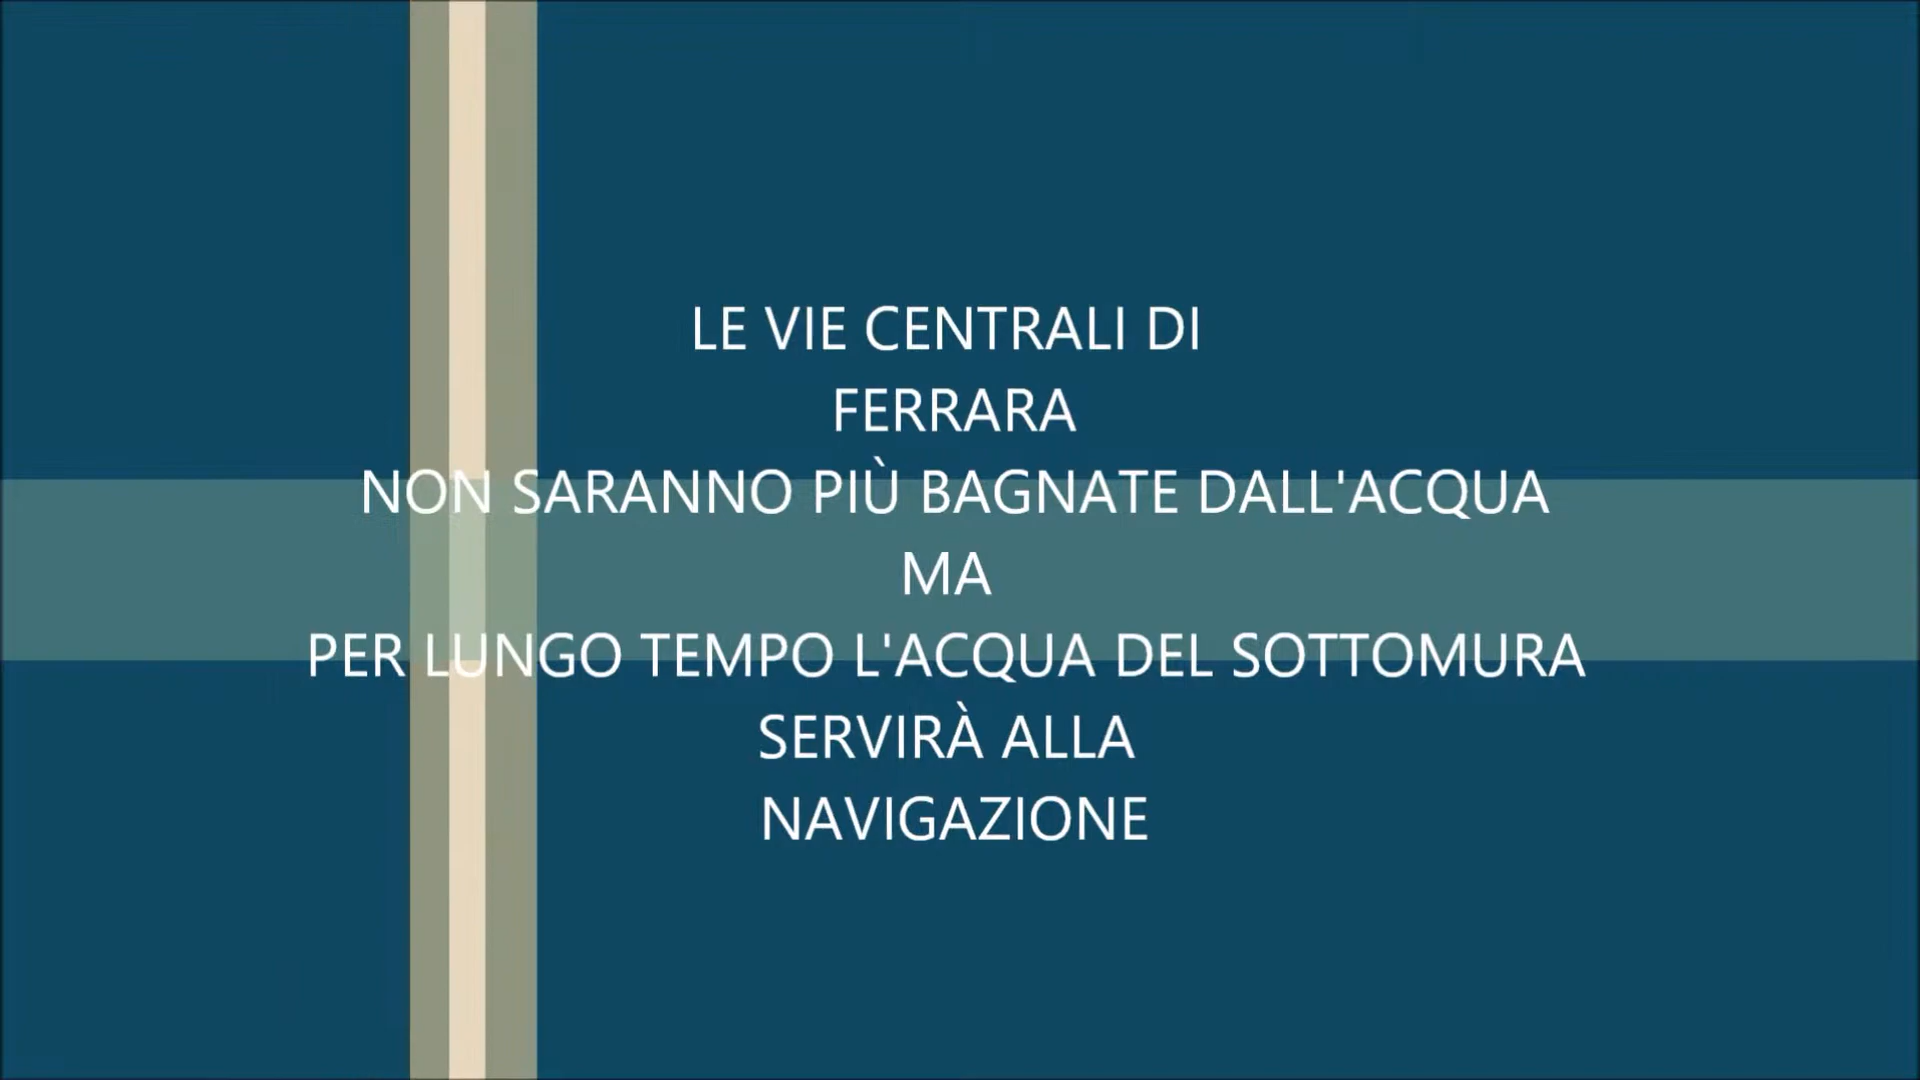 LE VIE CENTRALI DI
FERRARA
NON SARANNO PIÙ BAGNATE DALL'ACQUA
MA
PER LUNGO TEMPO L'ACQUA DEL SOTTOMURA
SERVIRÀ ALLA
NAVIGAZIONE